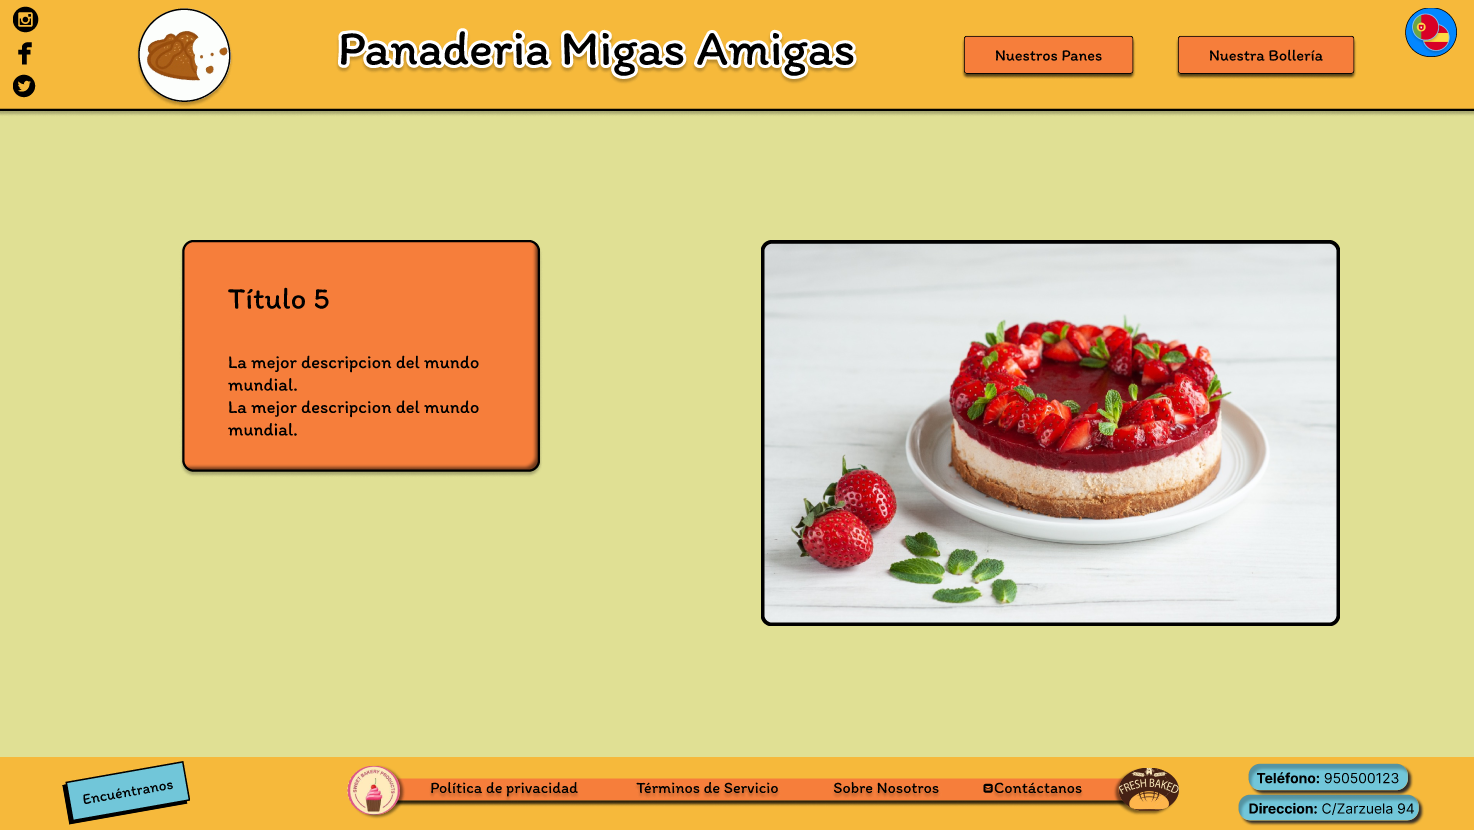 Panaderia Migas Amigas
Nuestros Panes
Nuestra Bollería
Título 5
La mejor descripcion del mundo
mundial.
La mejor descripcion del mundo
mundial.
Encuéntranos
SWEET BAKERY PRODUCTS
Política de privacidad
Términos de Servicio
Sobre Nosotros
Contáctanos
FRESH BAKED
Teléfono: 950500123
Direccion: C/Zarzuela 94